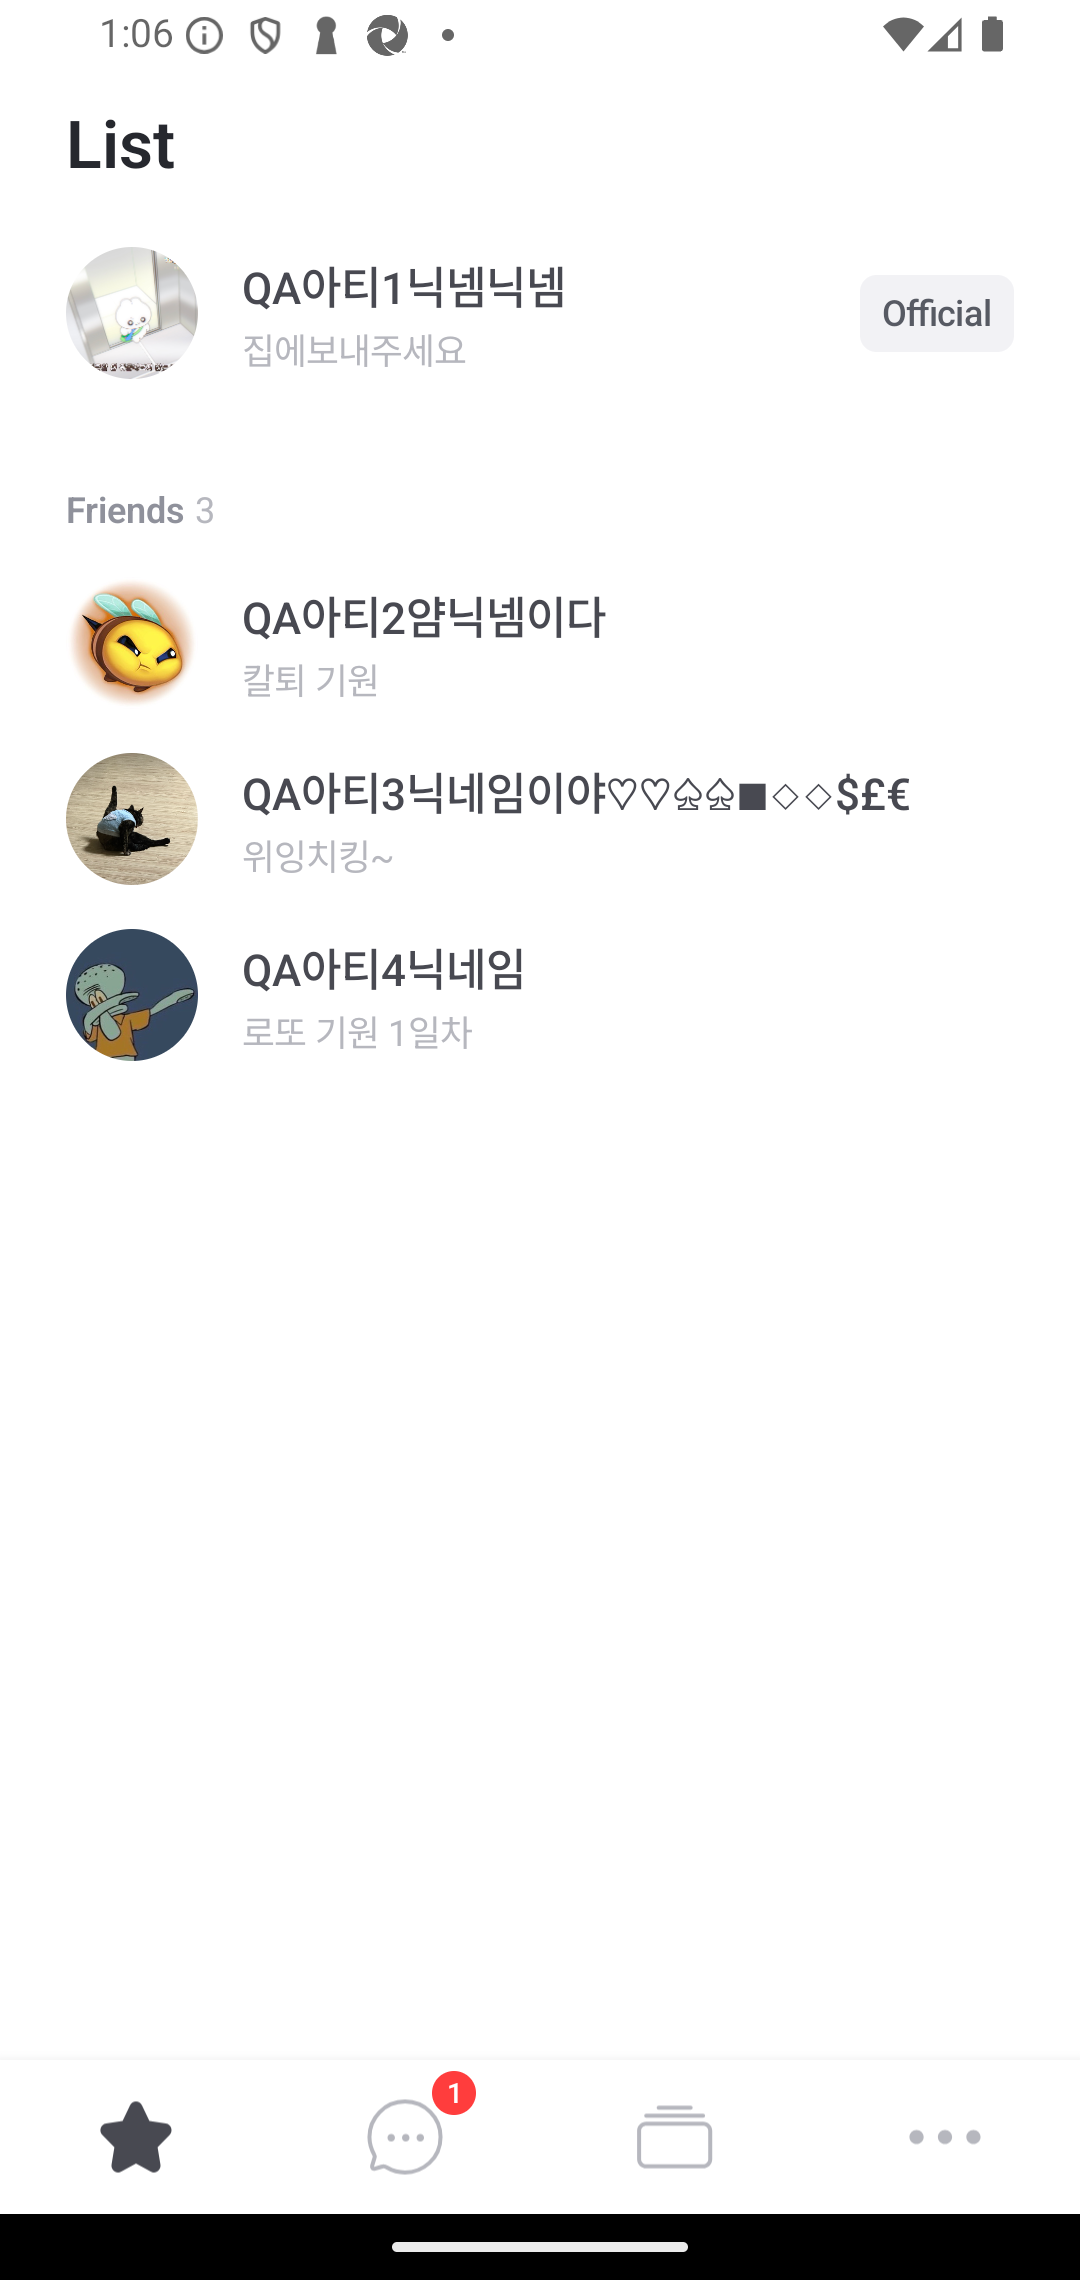 1:06
List
QA아티1닉넴닉넴
집에보내주세요
Official
Friends 3
QA아티2얌닉넴이다
칼퇴 기원
QA아티3닉네임이야♡♡♤♤■◇◇$£€
위잉치킹~
QA아티4닉네임
로또 기원 1일차
1